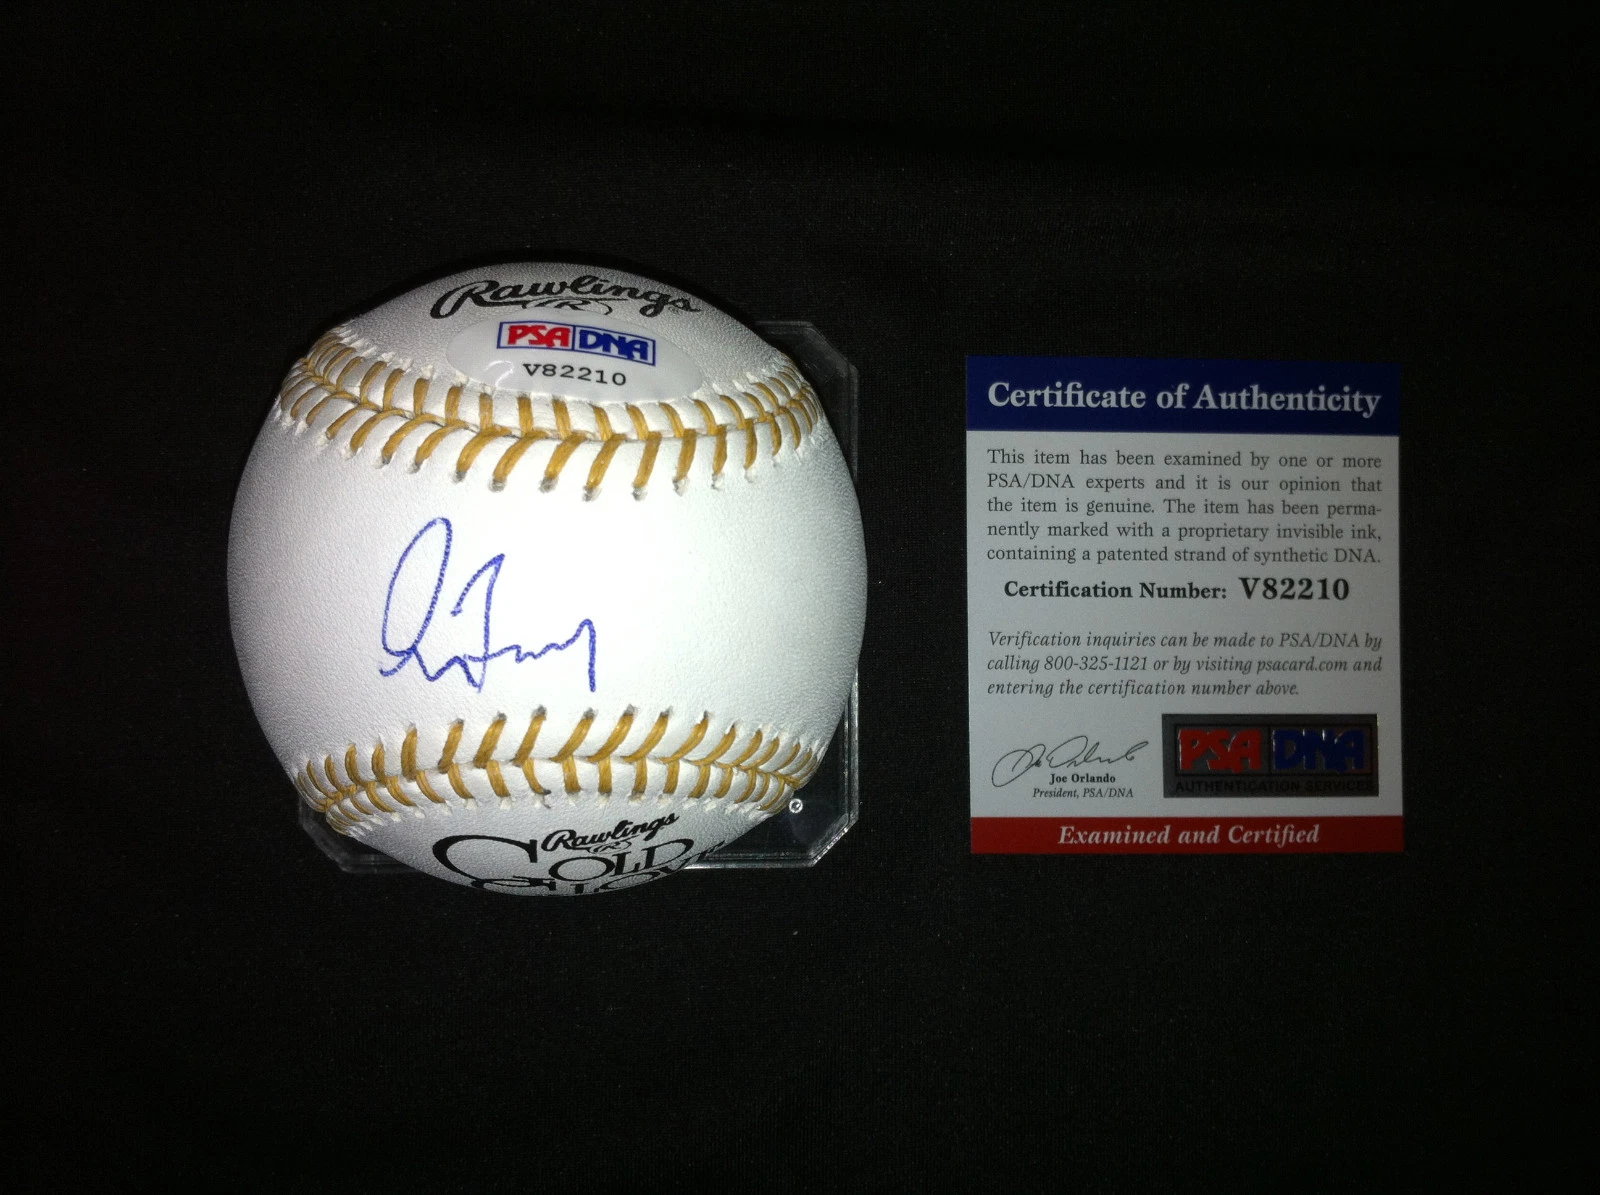 Rawlings
R
PSA DNA
V82210
Rawlings
R
GOLD
GLOVE
Certificate of Authenticity
This item has been examined by one or more
PSA/DNA experts and it is our opinion that
the item is genuine. The item has been perma-
nently marked with a proprietary invisible ink,
containing a patented strand of synthetic DNA.
Certification Number: V82210
Verification inquiries can be made to PSA/DNA by
calling 800-325-1121 or by visiting psacard.com and
entering the certification number above.
Joe Orlando
President, PSA/DNA
PSA DNA
AUTHENTICATION SERVICES
Examined and Certified